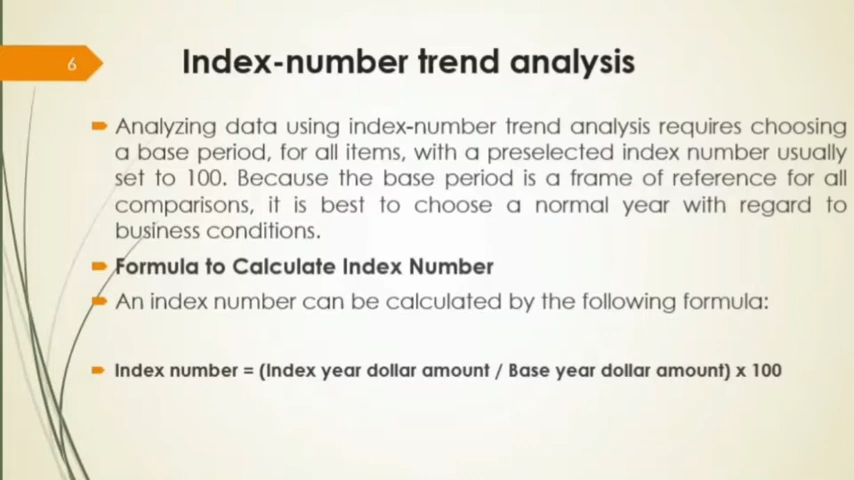 6
Index-number trend analysis
Analyzing data using index-number trend analysis requires choosing
a base period, for all items, with a preselected index number usually
set to 100. Because the base period is a frame of reference for all
comparisons, it is best to choose a normal year with regard to
business conditions.
Formula to Calculate Index Number
An index number can be calculated by the following formula:
Index number = (Index year dollar amount / Base year dollar amount) x 100